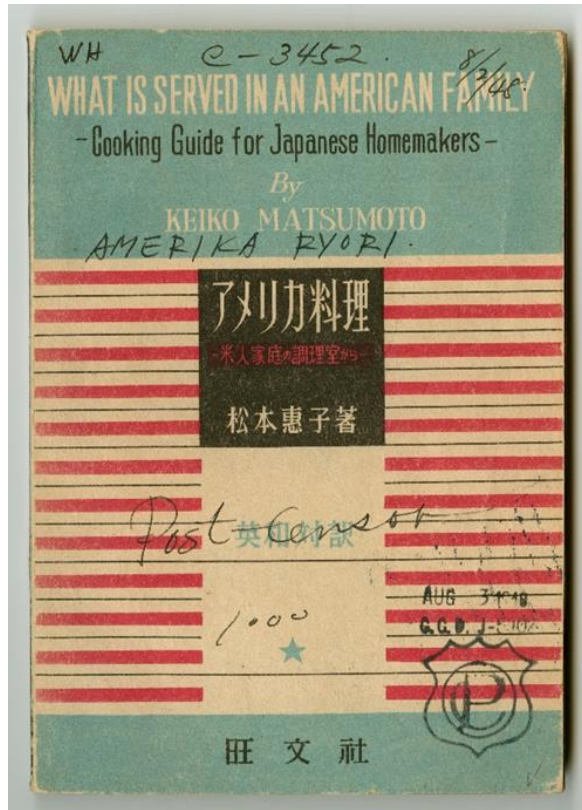 WH C-3452. 8/3/48.
WHAT IS SERVED IN AN AMERICAN FAMILY
-Cooking Guide for Japanese Homemakers-
By
KEIKO MATSUMOTO
AMERIKA RYORI.
アメリカ料理
-米人家庭の調理室から-
松本恵子著
Post Censor
英和対訳
1000
AUG 3 1948
C.C.D. J-
旺文社